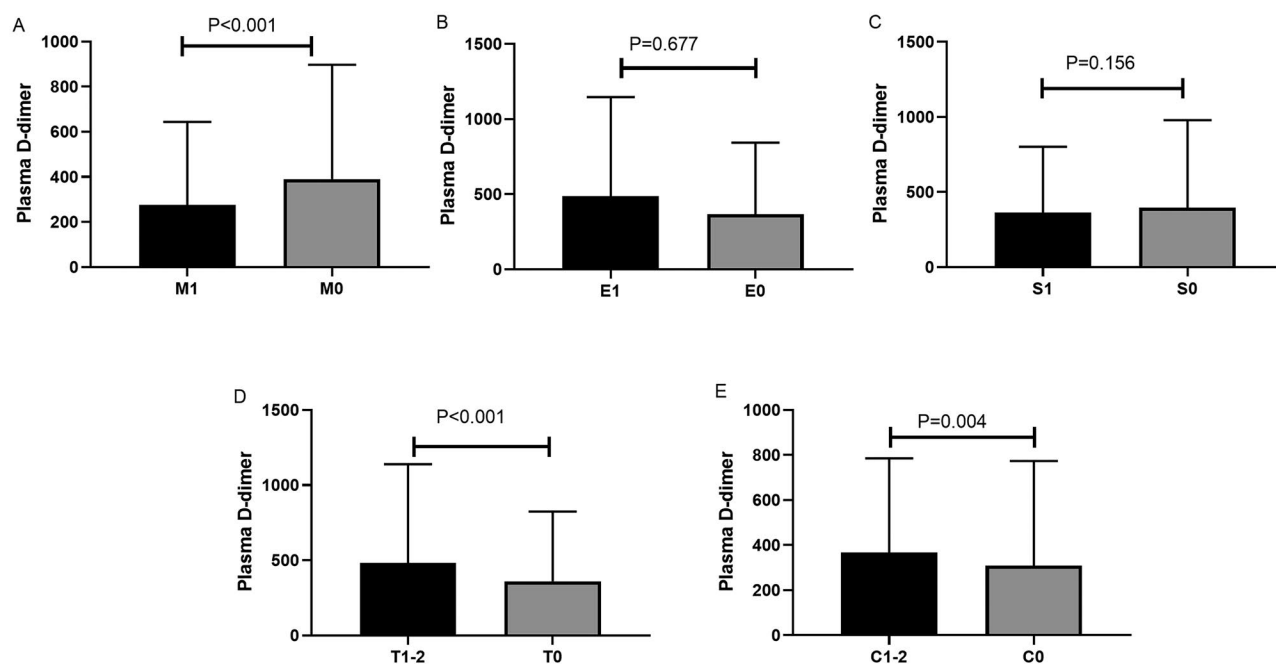 A
P<0.001
1000
800
600
400
200
0
Plasma D-dimer
M1 M0
B
P=0.677
1500
1000
500
0
Plasma D-dimer
E1 E0
C
P=0.156
1500
1000
500
0
Plasma D-dimer
S1 S0
D
P<0.001
1500
1000
500
0
Plasma D-dimer
T1-2 T0
E
P=0.004
1000
800
600
400
200
0
Plasma D-dimer
C1-2 C0